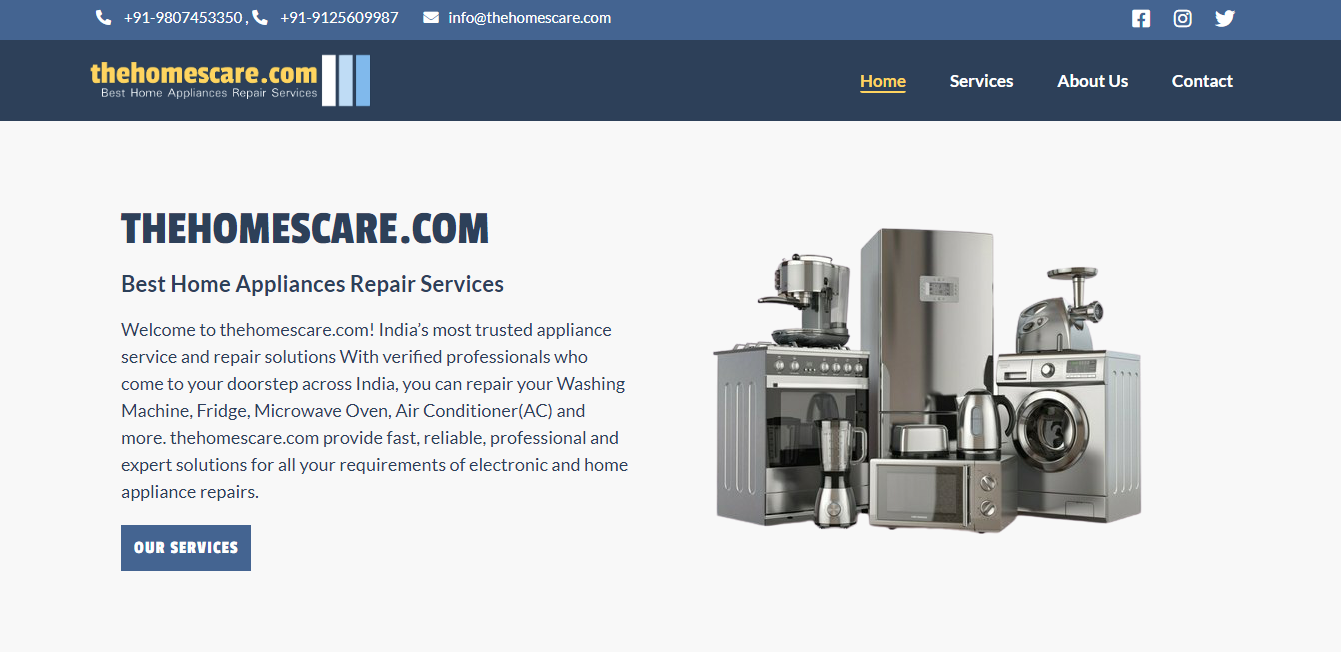 +91-9807453350 , +91-9125609987 info@thehomescare.com
thehomescare.com
Best Home Appliances Repair Services
Home Services About Us Contact
THEHOMESCARE.COM
Best Home Appliances Repair Services
Welcome to thehomescare.com! India’s most trusted appliance
service and repair solutions With verified professionals who
come to your doorstep across India, you can repair your Washing
Machine, Fridge, Microwave Oven, Air Conditioner(AC) and
more. thehomescare.com provide fast, reliable, professional and
expert solutions for all your requirements of electronic and home
appliance repairs.
OUR SERVICES